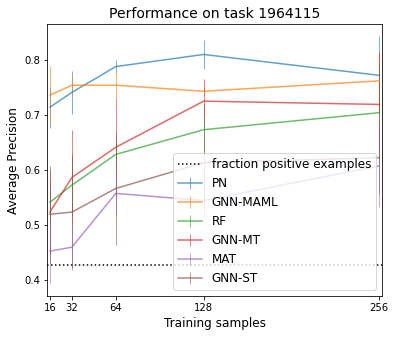 Performance on task 1964115
Average Precision
0.8
0.7
0.6
0.5
0.4
fraction positive examples
PN
GNN-MAML
RF
GNN-MT
MAT
GNN-ST
16 32 64 128 256
Training samples